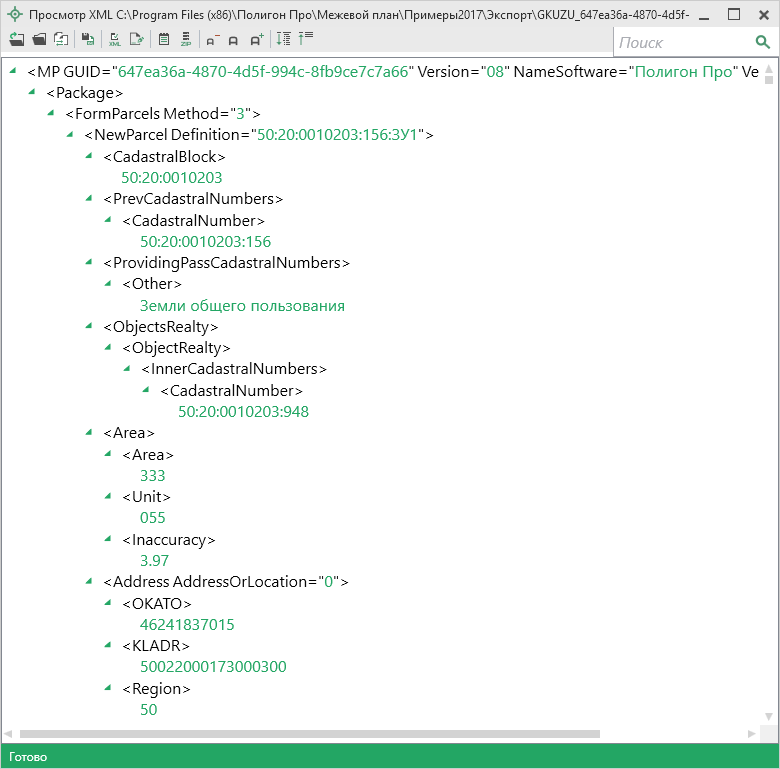 Просмотр XML C:\Program Files (x86)\Полигон Про\Межевой план\Примеры2017\Экспорт\GKUZU_647ea36a-4870-4d5f-
XML ZIP а- а а+
Поиск
<MP GUID="647ea36a-4870-4d5f-994c-8fb9ce7c7a66" Version="08" NameSoftware="Полигон Про" Ve
<Package>
<FormParcels Method="3">
<NewParcel Definition="50:20:0010203:156:ЗУ1">
<CadastralBlock>
50:20:0010203
<PrevCadastralNumbers>
<CadastralNumber>
50:20:0010203:156
<ProvidingPassCadastralNumbers>
<Other>
Земли общего пользования
<ObjectsRealty>
<ObjectRealty>
<InnerCadastralNumbers>
<CadastralNumber>
50:20:0010203:948
<Area>
<Area>
333
<Unit>
055
<Inaccuracy>
3.97
<Address AddressOrLocation="0">
<OKATO>
46241837015
<KLADR>
50022000173000300
<Region>
50
Готово